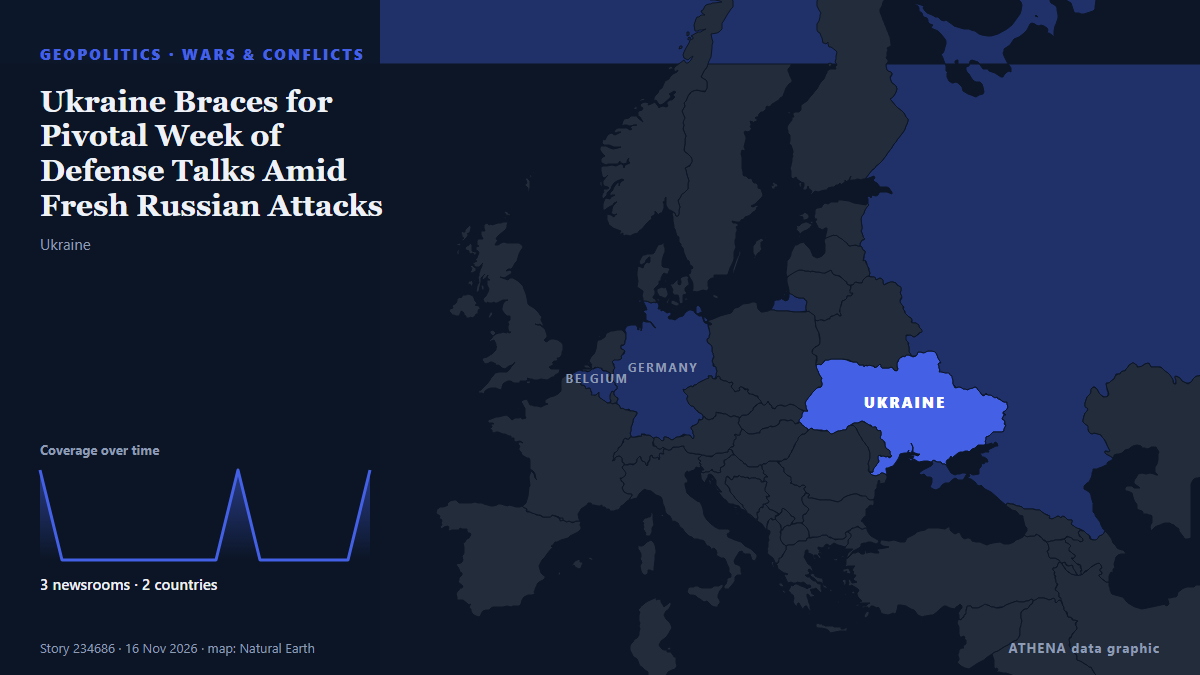 GEOPOLITICS · WARS & CONFLICTS
Ukraine Braces for
Pivotal Week of
Defense Talks Amid
Fresh Russian Attacks
Ukraine
GERMANY
BELGIUM
UKRAINE
Coverage over time
3 newsrooms · 2 countries
Story 234686 · 16 Nov 2026 · map: Natural Earth
ATHENA data graphic